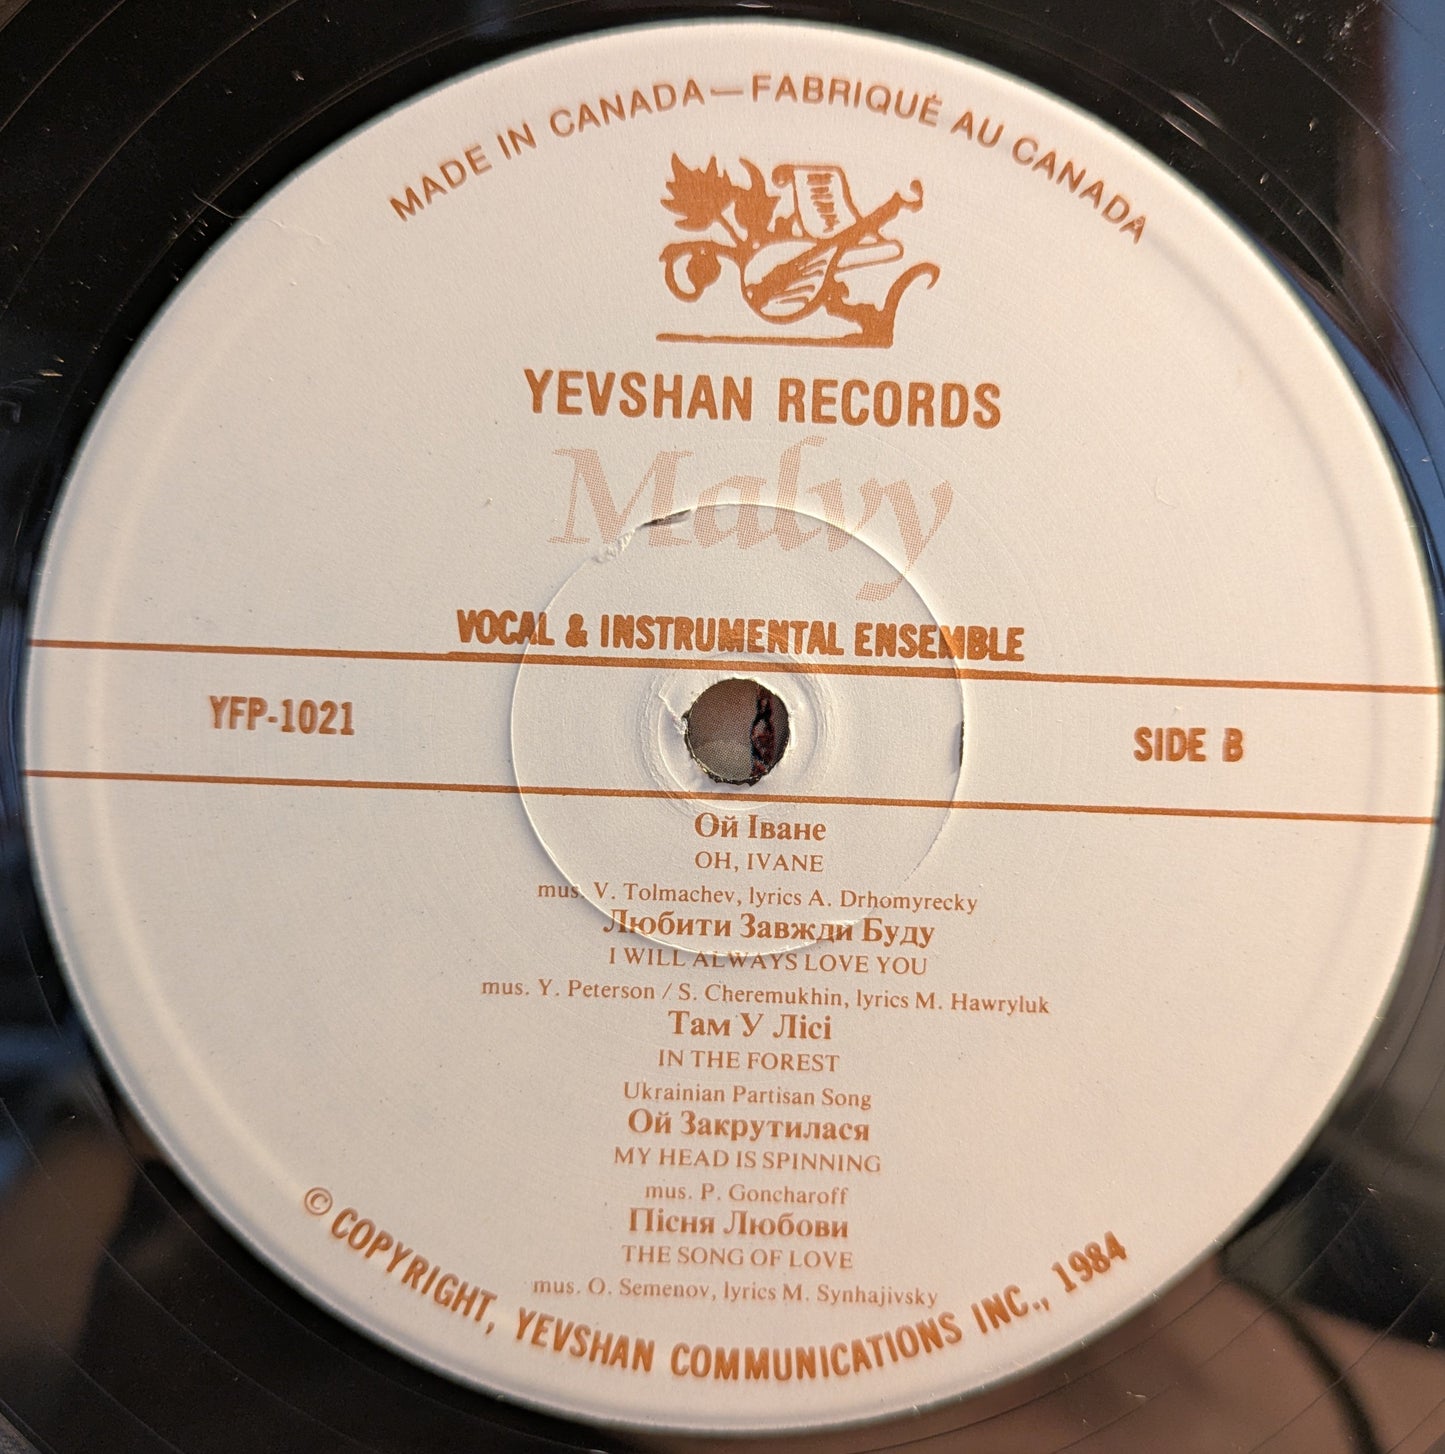 MADE IN CANADA—FABRIQUÉ AU CANADA
YEVSHAN RECORDS
Malvy
VOCAL & INSTRUMENTAL ENSEMBLE
YFP-1021
SIDE B
Ой Іване
OH, IVANE
mus. V. Tolmachev, lyrics A. Drhomyrecky
Любити Завжди Буду
I WILL ALWAYS LOVE YOU
mus. Y. Peterson / S. Cheremukhin, lyrics M. Hawryluk
Там У Лісі
IN THE FOREST
Ukrainian Partisan Song
Ой Закрутилася
MY HEAD IS SPINNING
mus. P. Goncharoff
Пісня Любови
THE SONG OF LOVE
mus. O. Semenov, lyrics M. Synhajivsky
© COPYRIGHT, YEVSHAN COMMUNICATIONS INC., 1984